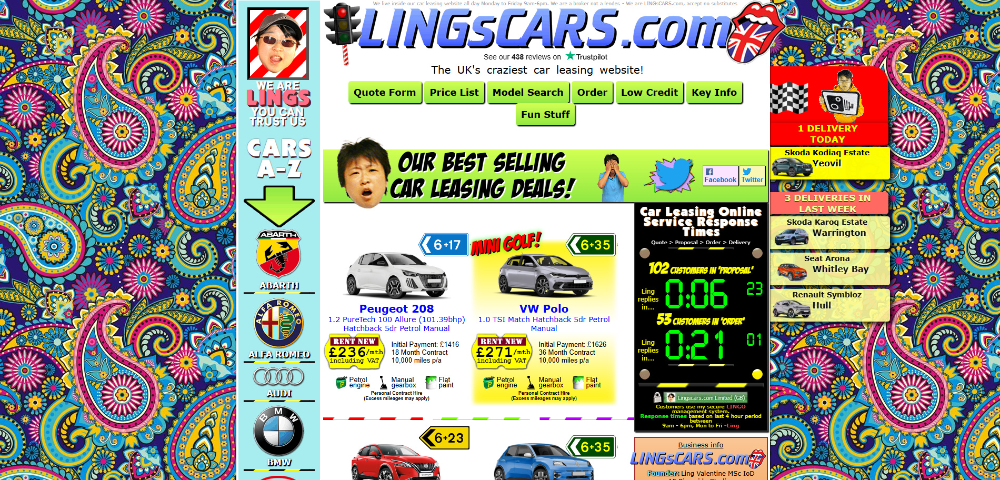 We live inside our car leasing website all day Monday to Friday 9am-6pm. We are a broker not a lender. - We are LINGsCARS.com, accept no substitutes
LINGsCARS.com
See our 438 reviews on Trustpilot
The UK's craziest car leasing website!
Quote Form
Price List
Model Search
Order
Low Credit
Key Info
Fun Stuff
WE ARE
LINGS
YOU CAN
TRUST US
CARS
A-Z
ABARTH
ABARTH
ALFA ROMEO
ALFA ROMEO
AUDI
BMW
BMW
OUR BEST SELLING
CAR LEASING DEALS!
Facebook
Twitter
6+17
Peugeot 208
1.2 PureTech 100 Allure (101.39bhp)
Hatchback 5dr Petrol Manual
RENT NEW
£236/mth
including VAT
Initial Payment: £1416
18 Month Contract
10,000 miles p/a
Petrol
engine
Manual
gearbox
Flat
paint
Personal Contract Hire
(Excess mileages may apply)
MINI GOLF!
6+35
VW Polo
1.0 TSI Match Hatchback 5dr Petrol
Manual
RENT NEW
£271/mth
including VAT
Initial Payment: £1626
36 Month Contract
10,000 miles p/a
Petrol
engine
Manual
gearbox
Flat
paint
Personal Contract Hire
(Excess mileages may apply)
6+23
6+35
Car Leasing Online
Service Response
Times
Quote > Proposal > Order > Delivery
102 CUSTOMERS IN 'PROPOSAL'
Ling
replies
in...
0:06 23
53 CUSTOMERS IN 'ORDER'
Ling
replies
in...
0:21 01
Lingscars.com Limited (GB)
Customers use my secure LINGO
management system.
Response times based on last 4 hour period
between
9am - 6pm, Mon to Fri -Ling
Business info
LINGsCARS.com
Founder: Ling Valentine MSc IoD
1 DELIVERY
TODAY
Skoda Kodiaq Estate
Yeovil
3 DELIVERIES IN
LAST WEEK
Skoda Karoq Estate
Warrington
Seat Arona
Whitley Bay
Renault Symbioz
Hull